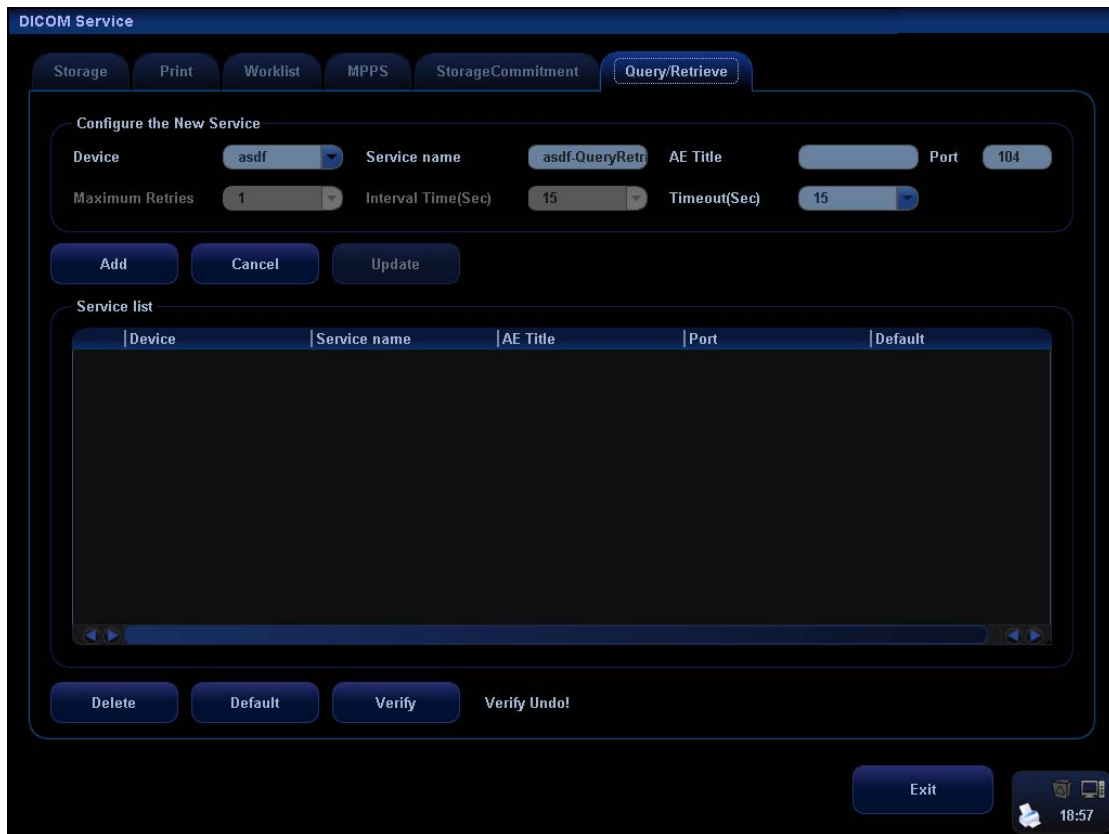 DICOM Service
Storage Print Worklist MPPS StorageCommitment Query/Retrieve
Configure the New Service
Device asdf Service name asdf-QueryRetri AE Title Port 104
Maximum Retries 1 Interval Time(Sec) 15 Timeout(Sec) 15
Add Cancel Update
Service list
Device Service name AE Title Port Default
Delete Default Verify Verify Undo!
Exit
18:57